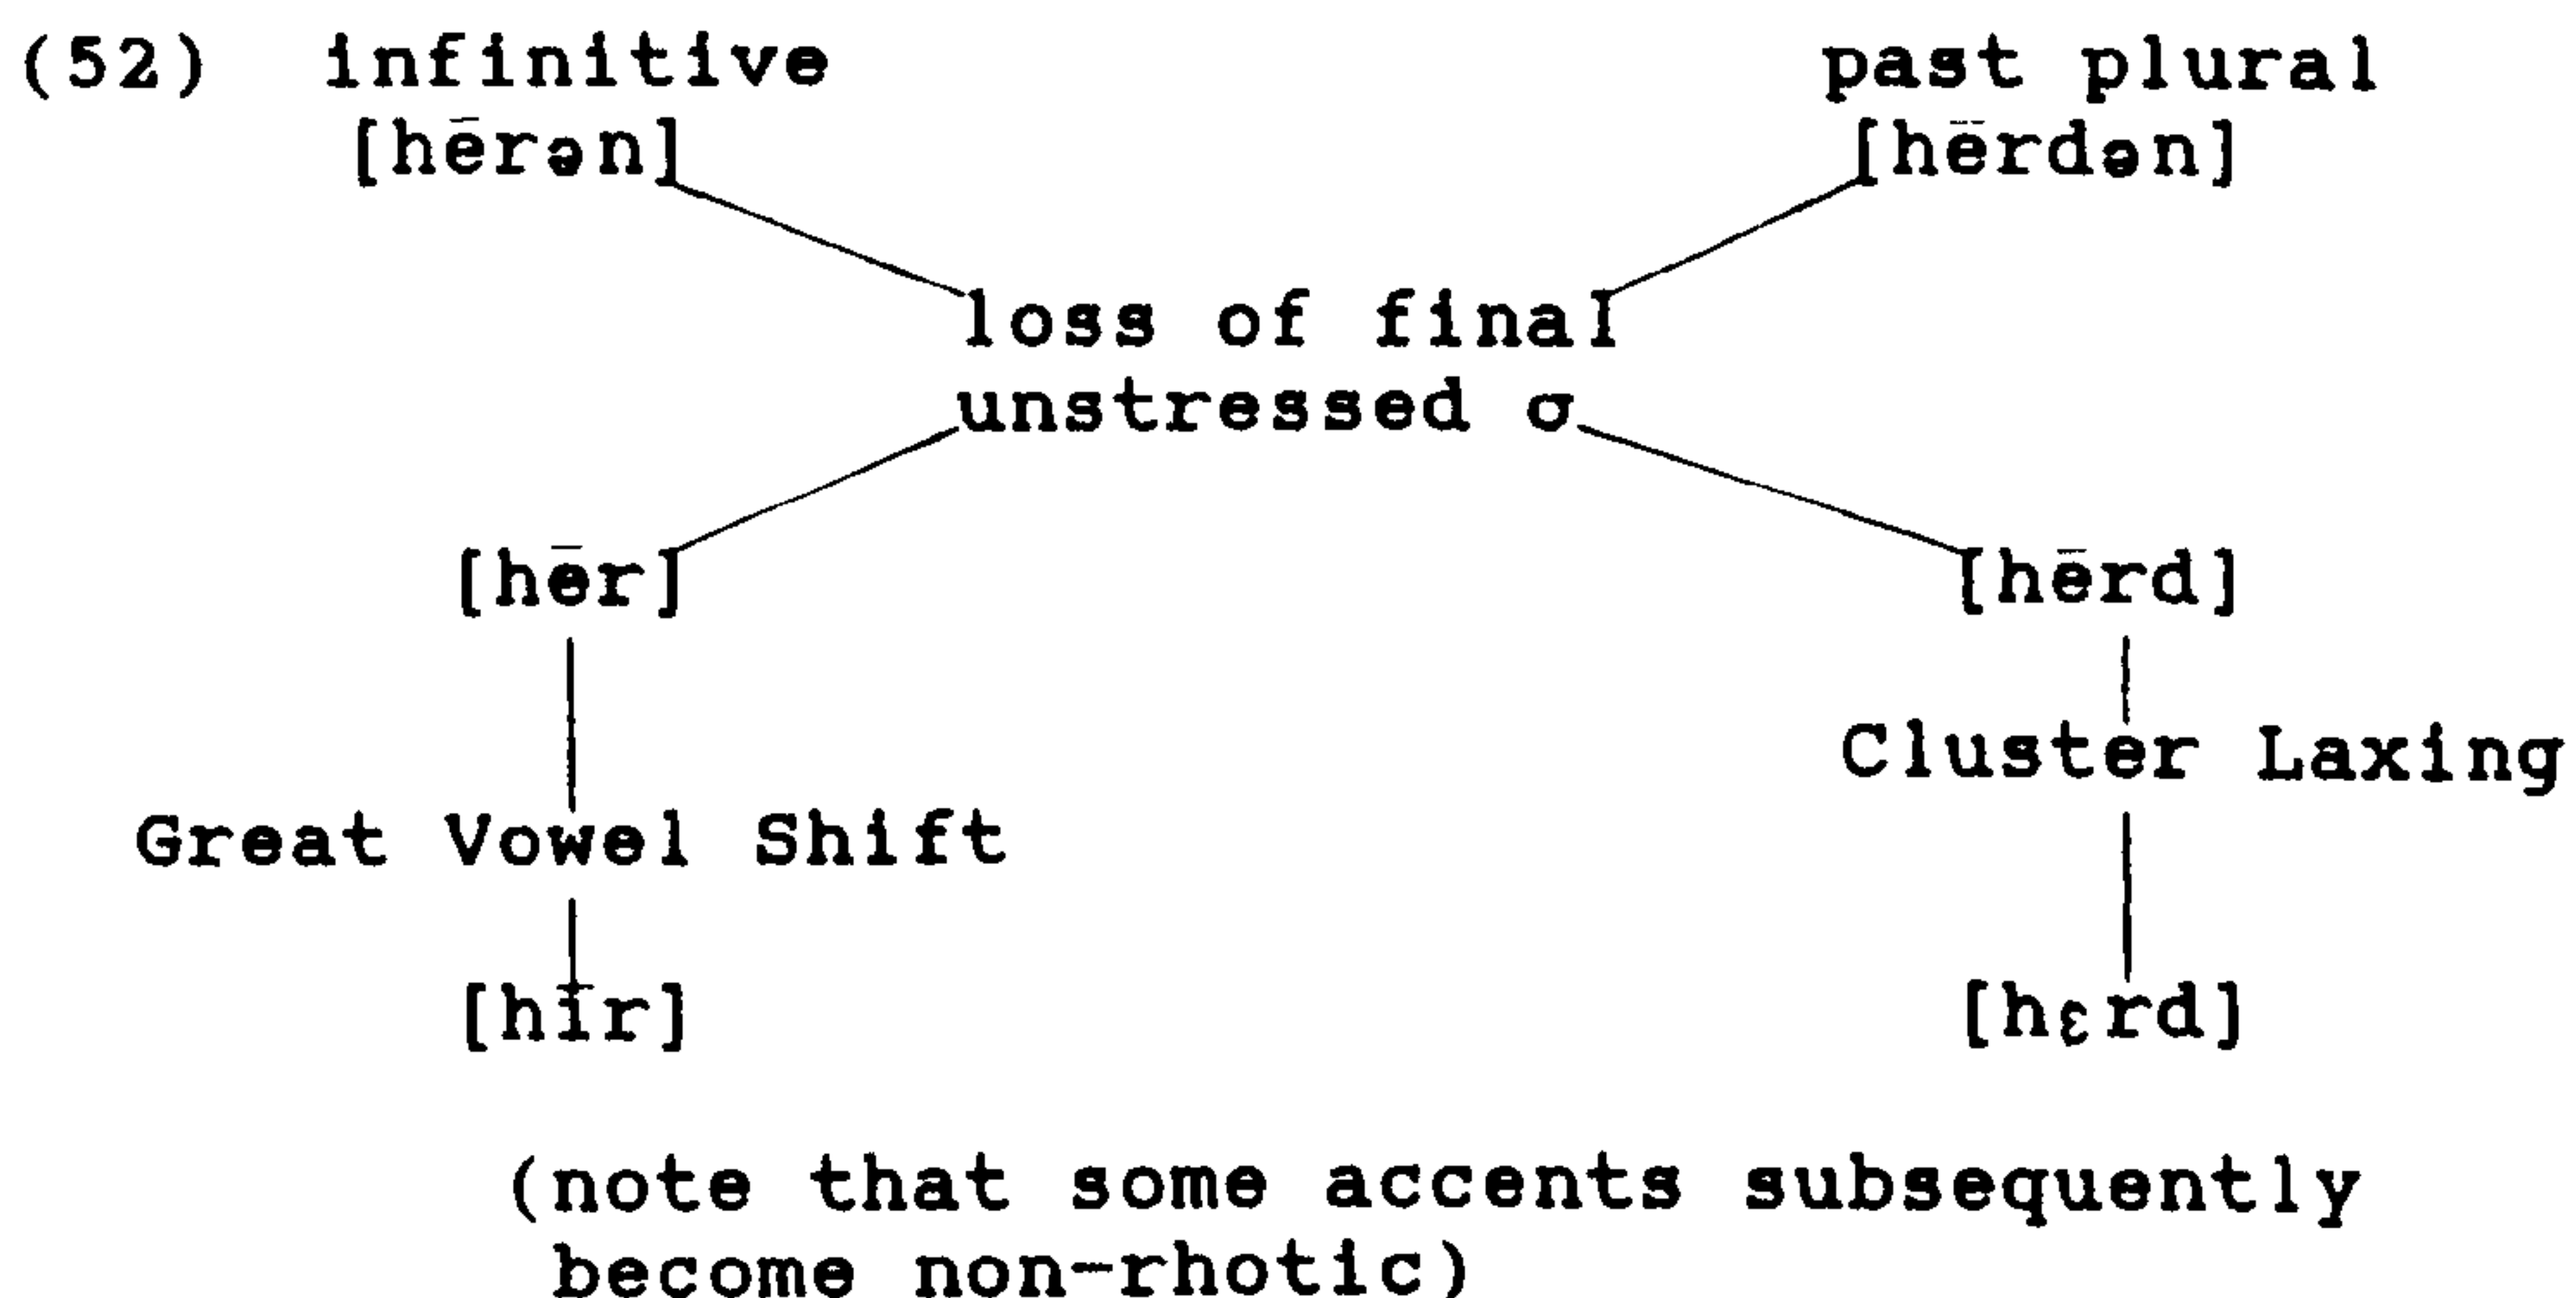 (52) infinitive past plural
[hērən] [hērdən]
loss of final
unstressed σ
[hēr] [hērd]
Cluster Laxing
Great Vowel Shift
[hīr] [hɛrd]
(note that some accents subsequently
become non-rhotic)